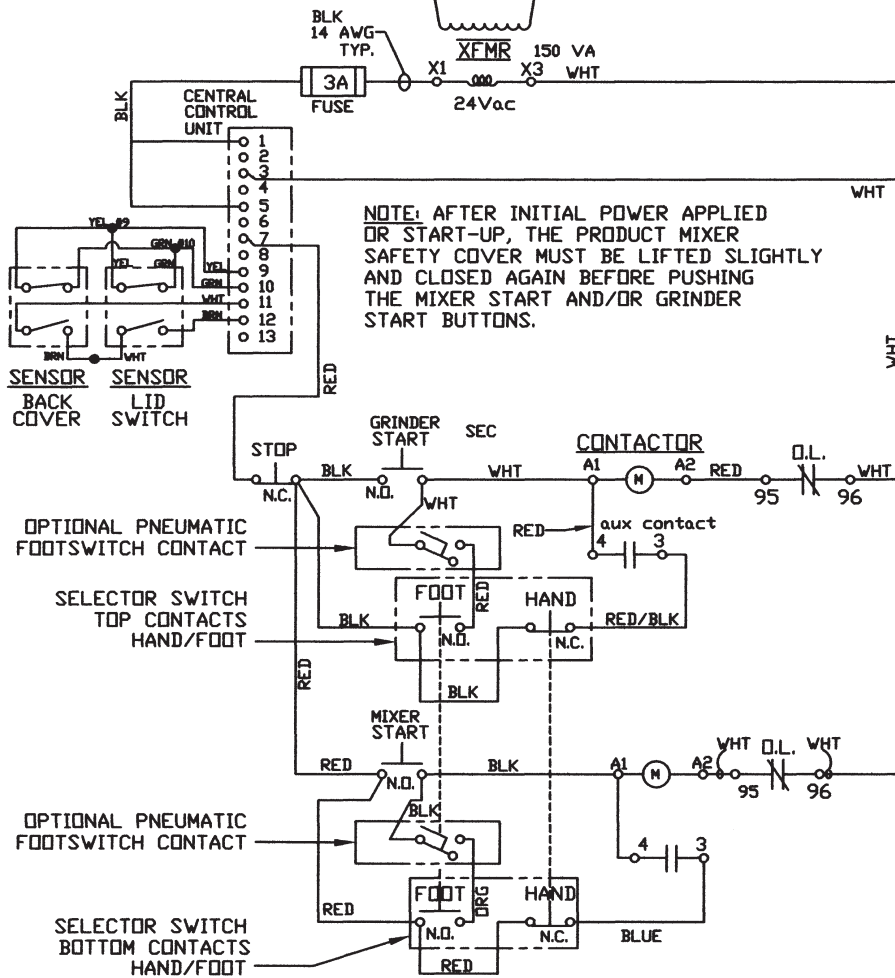 BLK
14 AWG
TYP.
XFMR 150 VA
X1 X3 WHT
3A
FUSE
24Vac
BLK
CENTRAL
CONTROL
UNIT
1
2
3
4
5
6
7
8
9
10
11
12
13
WHT
NOTE: AFTER INITIAL POWER APPLIED
OR START-UP, THE PRODUCT MIXER
SAFETY COVER MUST BE LIFTED SLIGHTLY
AND CLOSED AGAIN BEFORE PUSHING
THE MIXER START AND/OR GRINDER
START BUTTONS.
YEL #9
GRN #10
YEL GRN
YEL
GRN
WHT
BRN
BRN WHT
SENSOR
BACK
COVER
SENSOR
LID
SWITCH
RED
WHT
STOP
N.C.
GRINDER
START
SEC
BLK
N.O.
WHT
WHT
CONTACTOR
A1 M A2 RED
O.L.
95 96 WHT
RED
aux contact
4 3
OPTIONAL PNEUMATIC
FOOTSWITCH CONTACT
SELECTOR SWITCH
TOP CONTACTS
HAND/FOOT
BLK
FOOT
RED
HAND
N.O.
N.C.
RED/BLK
BLK
RED
MIXER
START
RED
N.O.
BLK
BLK
A1 M A2
WHT O.L. WHT
95 96
4 3
OPTIONAL PNEUMATIC
FOOTSWITCH CONTACT
SELECTOR SWITCH
BOTTOM CONTACTS
HAND/FOOT
RED
FOOT
ORG
HAND
N.O.
N.C.
BLUE
RED